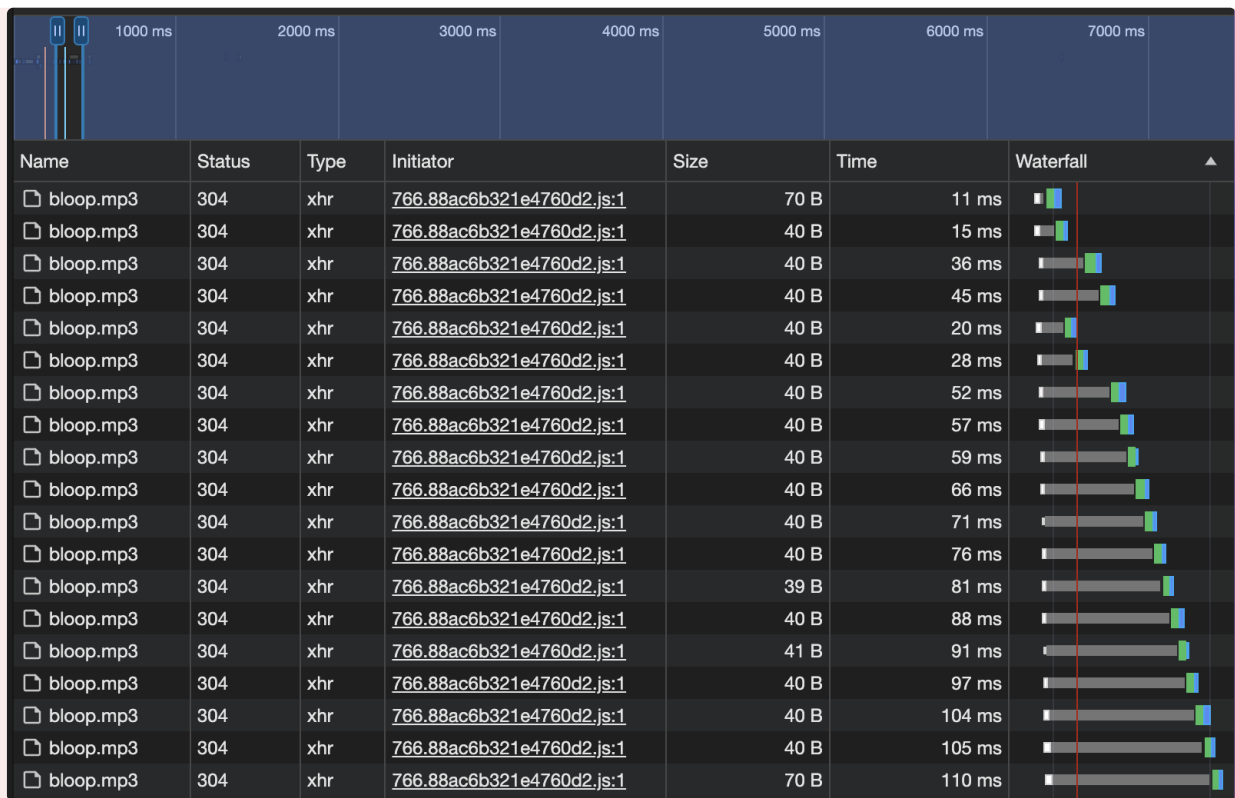 1000 ms 2000 ms 3000 ms 4000 ms 5000 ms 6000 ms 7000 ms
Name Status Type Initiator Size Time Waterfall
bloop.mp3 304 xhr 766.88ac6b321e4760d2.js:1 70 B 11 ms
bloop.mp3 304 xhr 766.88ac6b321e4760d2.js:1 40 B 15 ms
bloop.mp3 304 xhr 766.88ac6b321e4760d2.js:1 40 B 36 ms
bloop.mp3 304 xhr 766.88ac6b321e4760d2.js:1 40 B 45 ms
bloop.mp3 304 xhr 766.88ac6b321e4760d2.js:1 40 B 20 ms
bloop.mp3 304 xhr 766.88ac6b321e4760d2.js:1 40 B 28 ms
bloop.mp3 304 xhr 766.88ac6b321e4760d2.js:1 40 B 52 ms
bloop.mp3 304 xhr 766.88ac6b321e4760d2.js:1 40 B 57 ms
bloop.mp3 304 xhr 766.88ac6b321e4760d2.js:1 40 B 59 ms
bloop.mp3 304 xhr 766.88ac6b321e4760d2.js:1 40 B 66 ms
bloop.mp3 304 xhr 766.88ac6b321e4760d2.js:1 40 B 71 ms
bloop.mp3 304 xhr 766.88ac6b321e4760d2.js:1 40 B 76 ms
bloop.mp3 304 xhr 766.88ac6b321e4760d2.js:1 39 B 81 ms
bloop.mp3 304 xhr 766.88ac6b321e4760d2.js:1 40 B 88 ms
bloop.mp3 304 xhr 766.88ac6b321e4760d2.js:1 41 B 91 ms
bloop.mp3 304 xhr 766.88ac6b321e4760d2.js:1 40 B 97 ms
bloop.mp3 304 xhr 766.88ac6b321e4760d2.js:1 40 B 104 ms
bloop.mp3 304 xhr 766.88ac6b321e4760d2.js:1 40 B 105 ms
bloop.mp3 304 xhr 766.88ac6b321e4760d2.js:1 70 B 110 ms